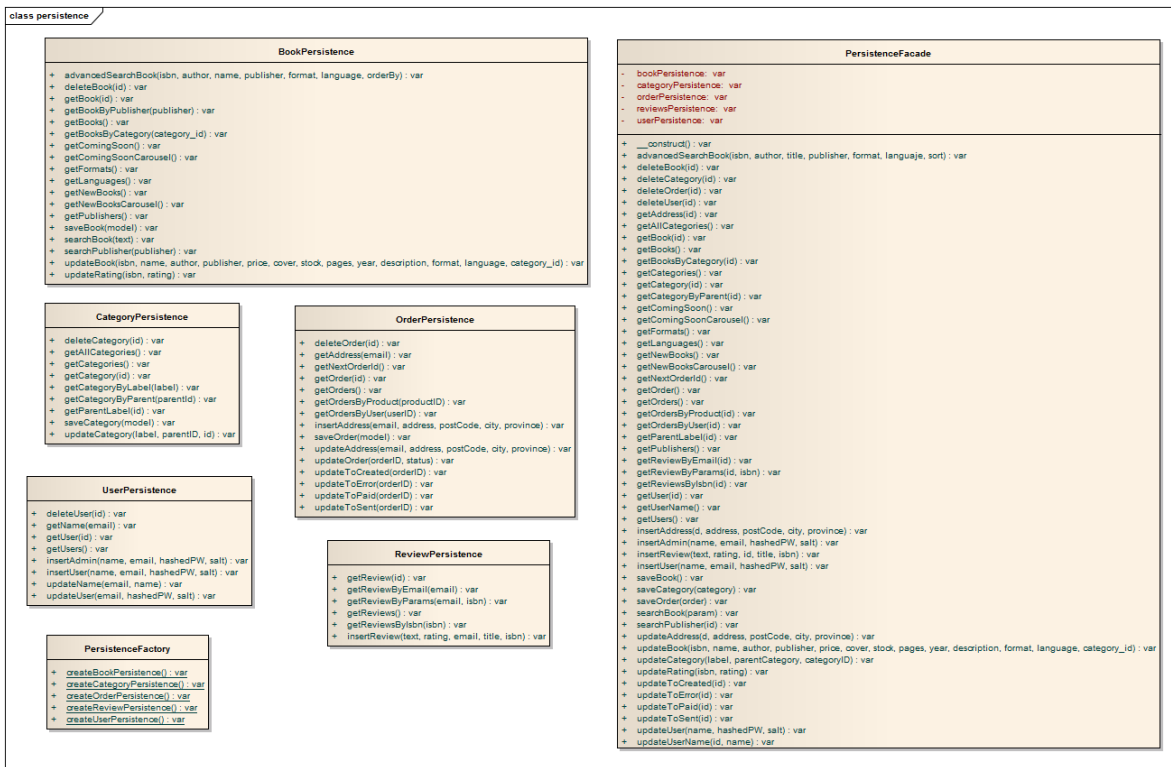 class persistence
BookPersistence
+ advancedSearchBook(isbn, author, name, publisher, format, language, orderBy) : var
+ deleteBook(id) : var
+ getBook(id) : var
+ getBookByPublisher(publisher) : var
+ getBooks() : var
+ getBooksByCategory(category_id) : var
+ getComingSoon() : var
+ getComingSoonCarousel() : var
+ getFormats() : var
+ getLanguages() : var
+ getNewBooks() : var
+ getNewBooksCarousel() : var
+ getPublishers() : var
+ saveBook(model) : var
+ searchBook(text) : var
+ searchPublisher(publisher) : var
+ updateBook(isbn, name, author, publisher, price, cover, stock, pages, year, description, format, language, category_id) : var
+ updateRating(isbn, rating) : var
CategoryPersistence
+ deleteCategory(id) : var
+ getAllCategories() : var
+ getCategories() : var
+ getCategory(id) : var
+ getCategoryByLabel(label) : var
+ getCategoryByParent(parentId) : var
+ getParentLabel(id) : var
+ saveCategory(model) : var
+ updateCategory(label, parentID, id) : var
OrderPersistence
+ deleteOrder(id) : var
+ getAddress(email) : var
+ getNextOrderId() : var
+ getOrder(id) : var
+ getOrders() : var
+ getOrdersByProduct(productID) : var
+ getOrdersByUser(userID) : var
+ insertAddress(email, address, postCode, city, province) : var
+ saveOrder(model) : var
+ updateAddress(email, address, postCode, city, province) : var
+ updateOrder(orderID, status) : var
+ updateToCreated(orderID) : var
+ updateToError(orderID) : var
+ updateToPaid(orderID) : var
+ updateToSent(orderID) : var
UserPersistence
+ deleteUser(id) : var
+ getName(email) : var
+ getUser(id) : var
+ getUsers() : var
+ insertAdmin(name, email, hashedPW, salt) : var
+ insertUser(name, email, hashedPW, salt) : var
+ updateName(email, name) : var
+ updateUser(email, hashedPW, salt) : var
ReviewPersistence
+ getReview(id) : var
+ getReviewByEmail(email) : var
+ getReviewByParams(email, isbn) : var
+ getReviews() : var
+ getReviewsByIsbn(isbn) : var
+ insertReview(text, rating, email, title, isbn) : var
PersistenceFactory
+ createBookPersistence() : var
+ createCategoryPersistence() : var
+ createOrderPersistence() : var
+ createReviewPersistence() : var
+ createUserPersistence() : var
PersistenceFacade
- bookPersistence: var
- categoryPersistence: var
- orderPersistence: var
- reviewsPersistence: var
- userPersistence: var
+ __construct() : var
+ advancedSearchBook(isbn, author, title, publisher, format, languaje, sort) : var
+ deleteBook(id) : var
+ deleteCategory(id) : var
+ deleteOrder(id) : var
+ deleteUser(id) : var
+ getAddress(id) : var
+ getAllCategories() : var
+ getBook(id) : var
+ getBooks() : var
+ getBooksByCategory(id) : var
+ getCategories() : var
+ getCategory(id) : var
+ getCategoryByParent(id) : var
+ getComingSoon() : var
+ getComingSoonCarousel() : var
+ getFormats() : var
+ getLanguages() : var
+ getNewBooks() : var
+ getNewBooksCarousel() : var
+ getNextOrderId() : var
+ getOrder() : var
+ getOrders() : var
+ getOrdersByProduct(id) : var
+ getOrdersByUser(id) : var
+ getParentLabel(id) : var
+ getPublishers() : var
+ getReviewByEmail(id) : var
+ getReviewByParams(id, isbn) : var
+ getReviewsByIsbn(id) : var
+ getUser(id) : var
+ getUserName() : var
+ getUsers() : var
+ insertAddress(d, address, postCode, city, province) : var
+ insertAdmin(name, email, hashedPW, salt) : var
+ insertReview(text, rating, id, title, isbn) : var
+ insertUser(name, email, hashedPW, salt) : var
+ saveBook() : var
+ saveCategory(category) : var
+ saveOrder(order) : var
+ searchBook(param) : var
+ searchPublisher(id) : var
+ updateAddress(d, address, postCode, city, province) : var
+ updateBook(isbn, name, author, publisher, price, cover, stock, pages, year, description, format, language, category_id) : var
+ updateCategory(label, parentCategory, categoryID) : var
+ updateRating(isbn, rating) : var
+ updateToCreated(id) : var
+ updateToError(id) : var
+ updateToPaid(id) : var
+ updateToSent(id) : var
+ updateUser(name, hashedPW, salt) : var
+ updateUserName(id, name) : var